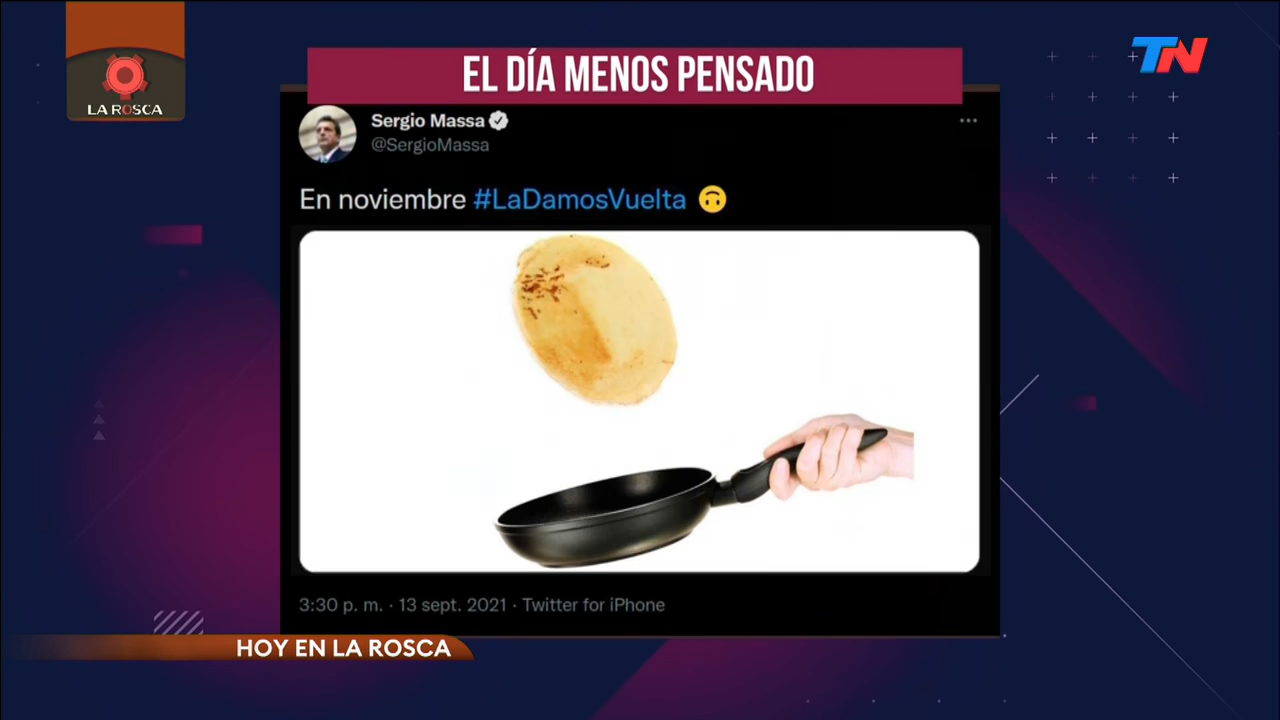 LA ROSCA
TN
EL DÍA MENOS PENSADO
Sergio Massa
@SergioMassa
En noviembre #LaDamosVuelta 🙃
3:30 p. m. · 13 sept. 2021 · Twitter for iPhone
HOY EN LA ROSCA